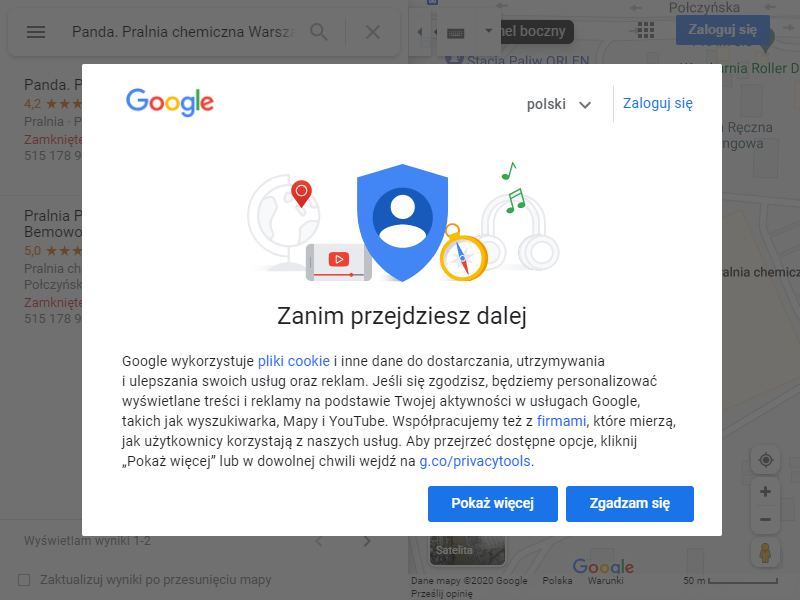 Panda. Pralnia chemiczna Warsza
Połczyńska
nel boczny
Zaloguj się
Stacja Paliw ORLEN
arnia Roller D
Ręczna
ngowa
Panda. P
4,2
Pralnia · P
Zamknięte
515 178 9
Pralnia P
Bemowo
5,0
Pralnia ch
Połczyńsk
Zamknięte
515 178 9
alnia chemicz
Google
polski
Zaloguj się
Zanim przejdziesz dalej
Google wykorzystuje pliki cookie i inne dane do dostarczania, utrzymywania
i ulepszania swoich usług oraz reklam. Jeśli się zgodzisz, będziemy personalizować
wyświetlane treści i reklamy na podstawie Twojej aktywności w usługach Google,
takich jak wyszukiwarka, Mapy i YouTube. Współpracujemy też z firmami, które mierzą,
jak użytkownicy korzystają z naszych usług. Aby przejrzeć dostępne opcje, kliknij
„Pokaż więcej” lub w dowolnej chwili wejdź na g.co/privacytools.
Pokaż więcej
Zgadzam się
Wyświetlam wyniki 1-2
Zaktualizuj wyniki po przesunięciu mapy
Satelita
Google
Dane mapy ©2020 Google Polska Warunki 50 m
Prześlij opinię